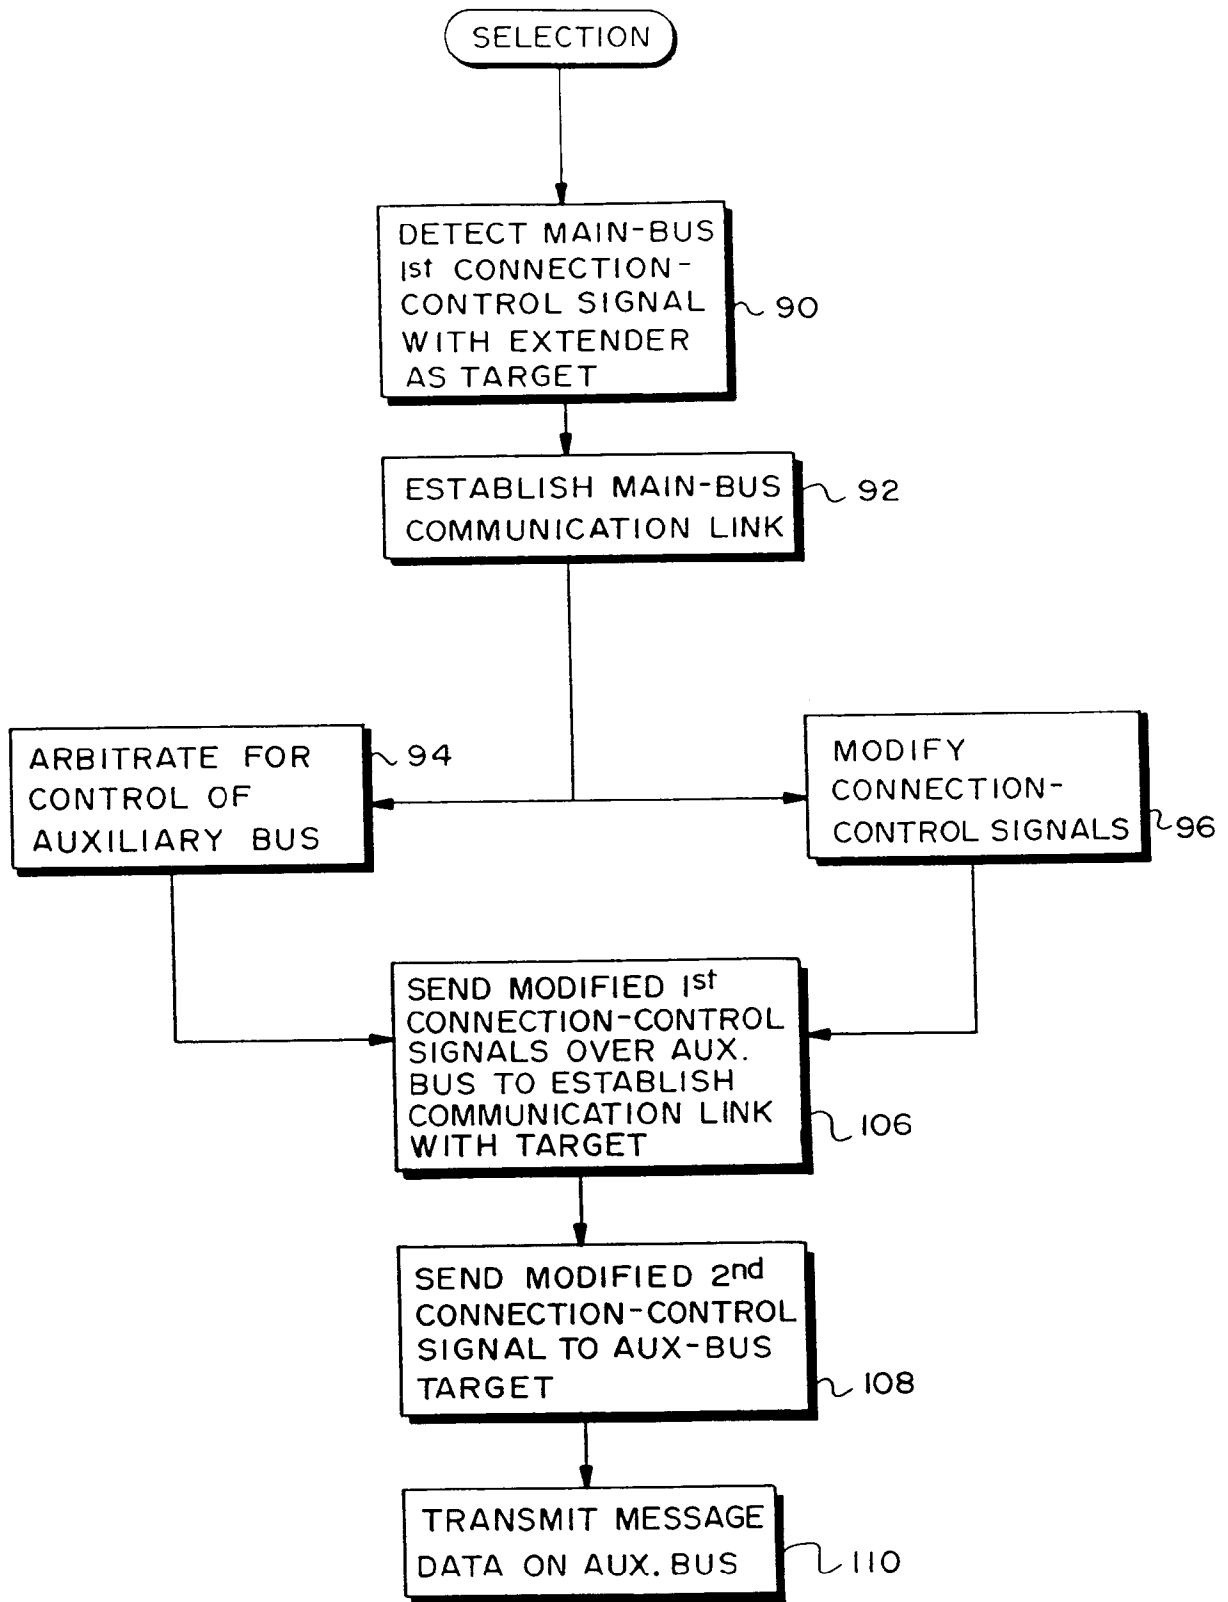 SELECTION
DETECT MAIN-BUS
1st CONNECTION-
CONTROL SIGNAL
WITH EXTENDER
AS TARGET
90
ESTABLISH MAIN-BUS
COMMUNICATION LINK
92
ARBITRATE FOR
CONTROL OF
AUXILIARY BUS
94
MODIFY
CONNECTION-
CONTROL SIGNALS
96
SEND MODIFIED 1st
CONNECTION-CONTROL
SIGNALS OVER AUX.
BUS TO ESTABLISH
COMMUNICATION LINK
WITH TARGET
106
SEND MODIFIED 2nd
CONNECTION-CONTROL
SIGNAL TO AUX-BUS
TARGET
108
TRANSMIT MESSAGE
DATA ON AUX. BUS
110